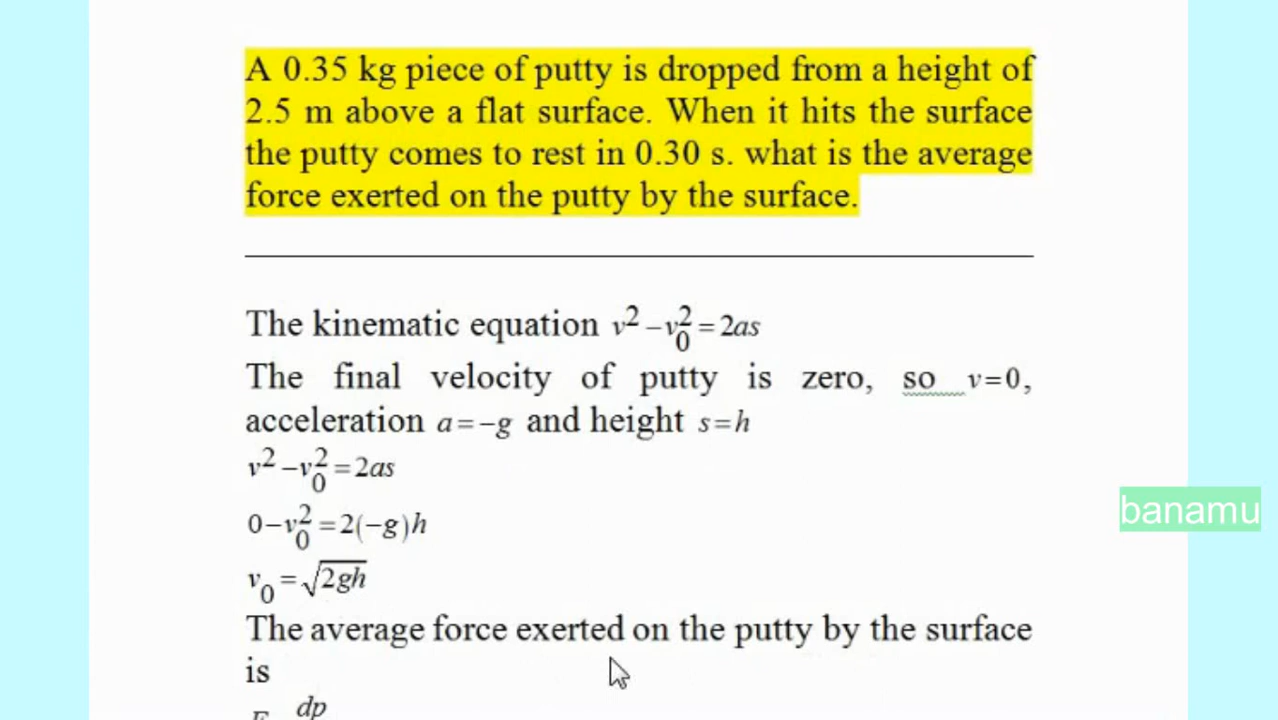 A 0.35 kg piece of putty is dropped from a height of
2.5 m above a flat surface. When it hits the surface
the putty comes to rest in 0.30 s. what is the average
force exerted on the putty by the surface.
The kinematic equation v² − v₀² = 2as
The final velocity of putty is zero, so v=0,
acceleration a=−g and height s=h
v² − v₀² = 2as
0 − v₀² = 2(−g)h
v₀ = √2gh
The average force exerted on the putty by the surface
is
dp
banamu